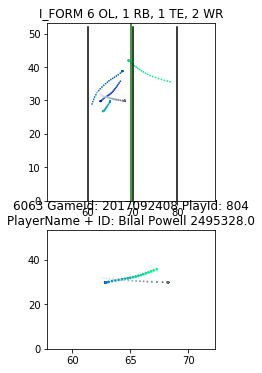 I_FORM 6 OL, 1 RB, 1 TE, 2 WR
50
40
30
20
10
0
60 70 80
6063 GameId: 2017092408 PlayId: 804
PlayerName + ID: Bilal Powell 2495328.0
40
20
0
60 65 70